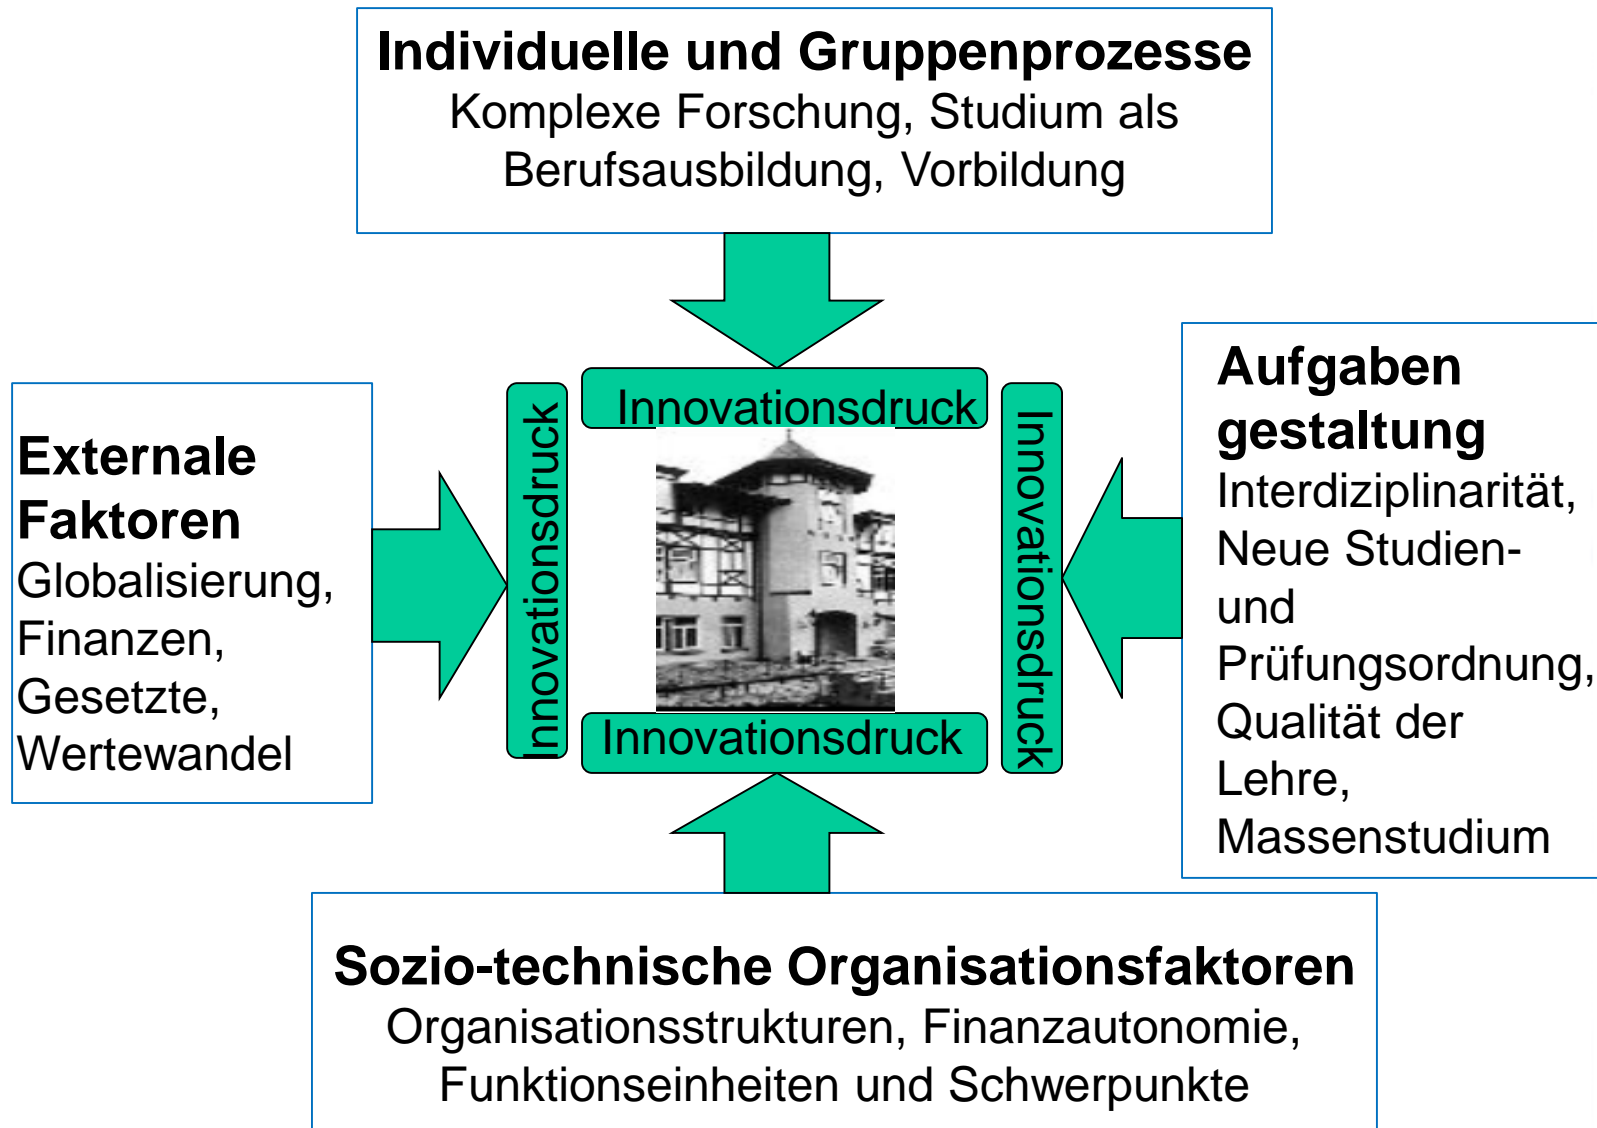 Individuelle und Gruppenprozesse
Komplexe Forschung, Studium als
Berufsausbildung, Vorbildung
Externale
Faktoren
Globalisierung,
Finanzen,
Gesetzte,
Wertewandel
Innovationsdruck
Innovationsdruck
Innovationsdruck
Innovationsdruck
Aufgaben
gestaltung
Interdiziplinarität,
Neue Studien-
und
Prüfungsordnung,
Qualität der
Lehre,
Massenstudium
Sozio-technische Organisationsfaktoren
Organisationsstrukturen, Finanzautonomie,
Funktionseinheiten und Schwerpunkte